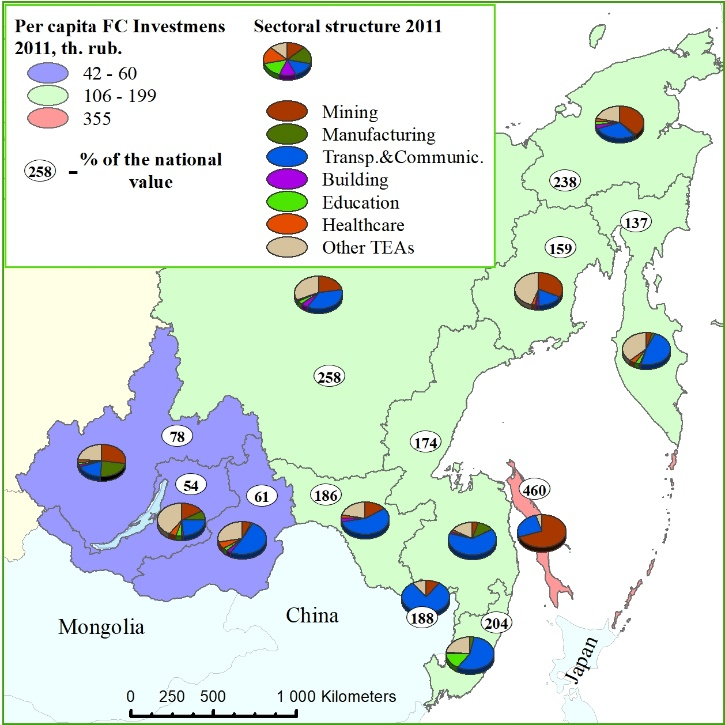 Per capita FC Investmens
2011, th. rub.
42 - 60
106 - 199
355
258 - % of the national
value
Sectoral structure 2011
Mining
Manufacturing
Transp.&Communic.
Building
Education
Healthcare
Other TEAs
238
137
159
258
174
78
54
61
186
460
188
204
Mongolia
China
Japan
0 250 500 1 000 Kilometers